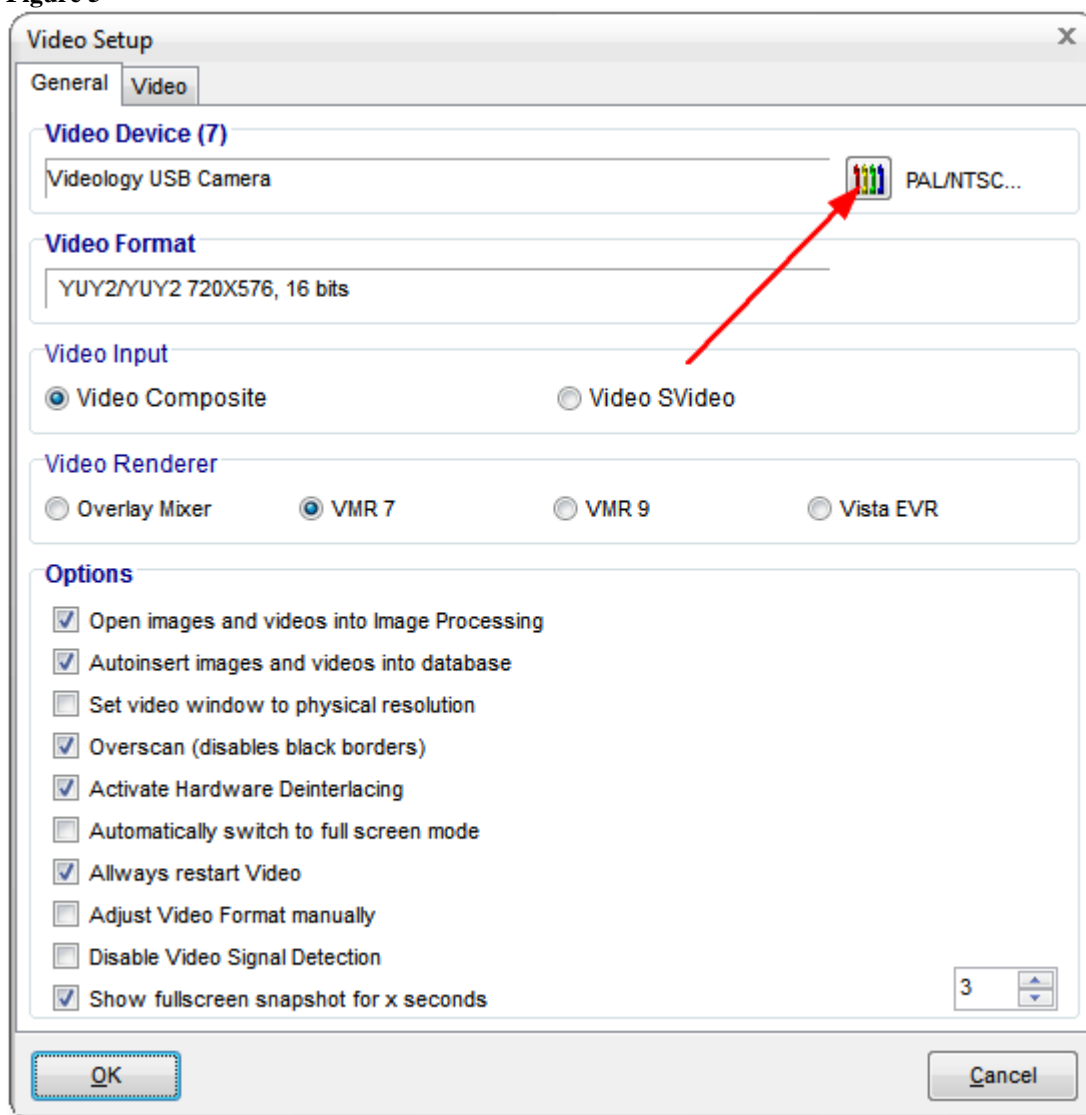 Video Setup
General Video
Video Device (7)
Videology USB Camera PAL/NTSC...
Video Format
YUY2/YUY2 720X576, 16 bits
Video Input
Video Composite Video SVideo
Video Renderer
Overlay Mixer VMR 7 VMR 9 Vista EVR
Options
Open images and videos into Image Processing
Autoinsert images and videos into database
Set video window to physical resolution
Overscan (disables black borders)
Activate Hardware Deinterlacing
Automatically switch to full screen mode
Allways restart Video
Adjust Video Format manually
Disable Video Signal Detection
Show fullscreen snapshot for x seconds 3
OK Cancel